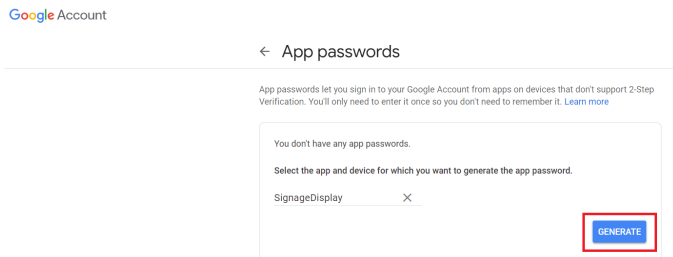 Google Account
← App passwords
App passwords let you sign in to your Google Account from apps on devices that don't support 2-Step
Verification. You'll only need to enter it once so you don't need to remember it. Learn more
You don't have any app passwords.
Select the app and device for which you want to generate the app password.
SignageDisplay
GENERATE